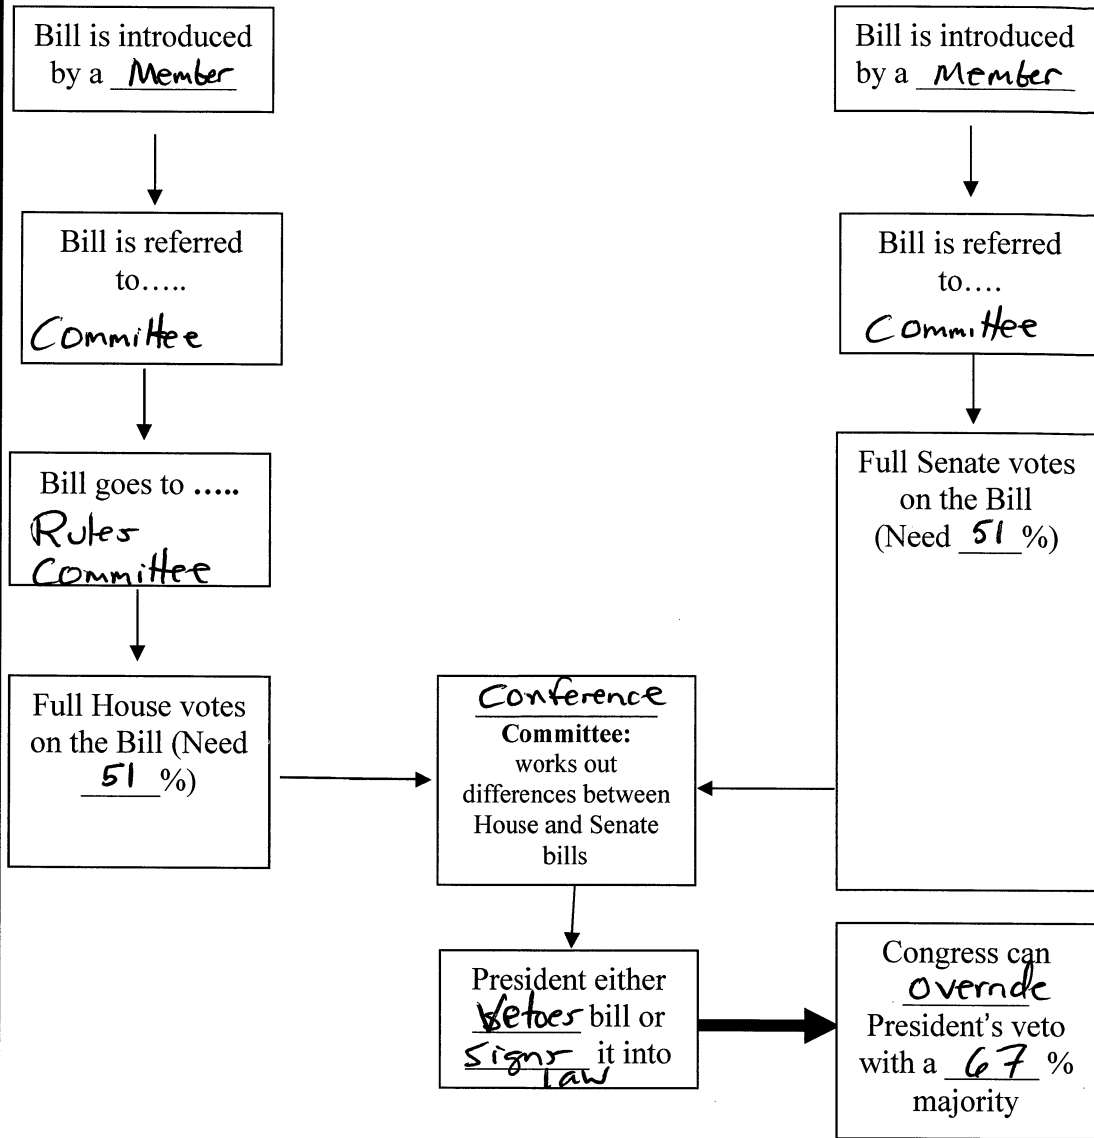 Bill is introduced
by a Member
Bill is referred
to.....
Committee
Bill goes to .....
Rules
Committee
Full House votes
on the Bill (Need
51 %)
Bill is introduced
by a Member
Bill is referred
to....
Committee
Full Senate votes
on the Bill
(Need 51 %)
Conference
Committee:
works out
differences between
House and Senate
bills
President either
Vetoes bill or
signs it into
law
Congress can
override
President's veto
with a 67 %
majority